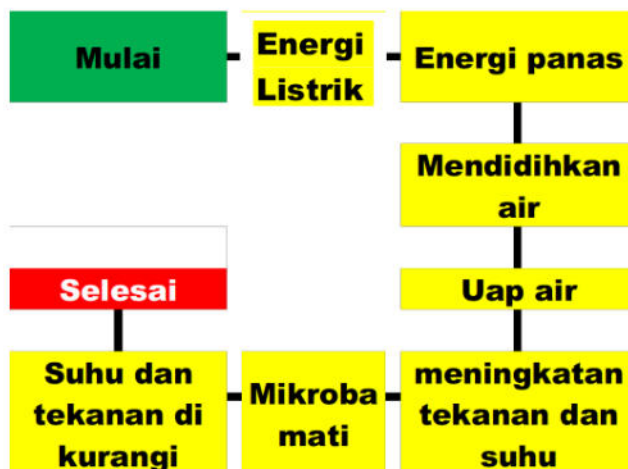 Mulai
Energi
Listrik
Energi panas
Mendidihkan
air
Uap air
meningkatan
tekanan dan
suhu
Mikroba
mati
Suhu dan
tekanan di
kurangi
Selesai